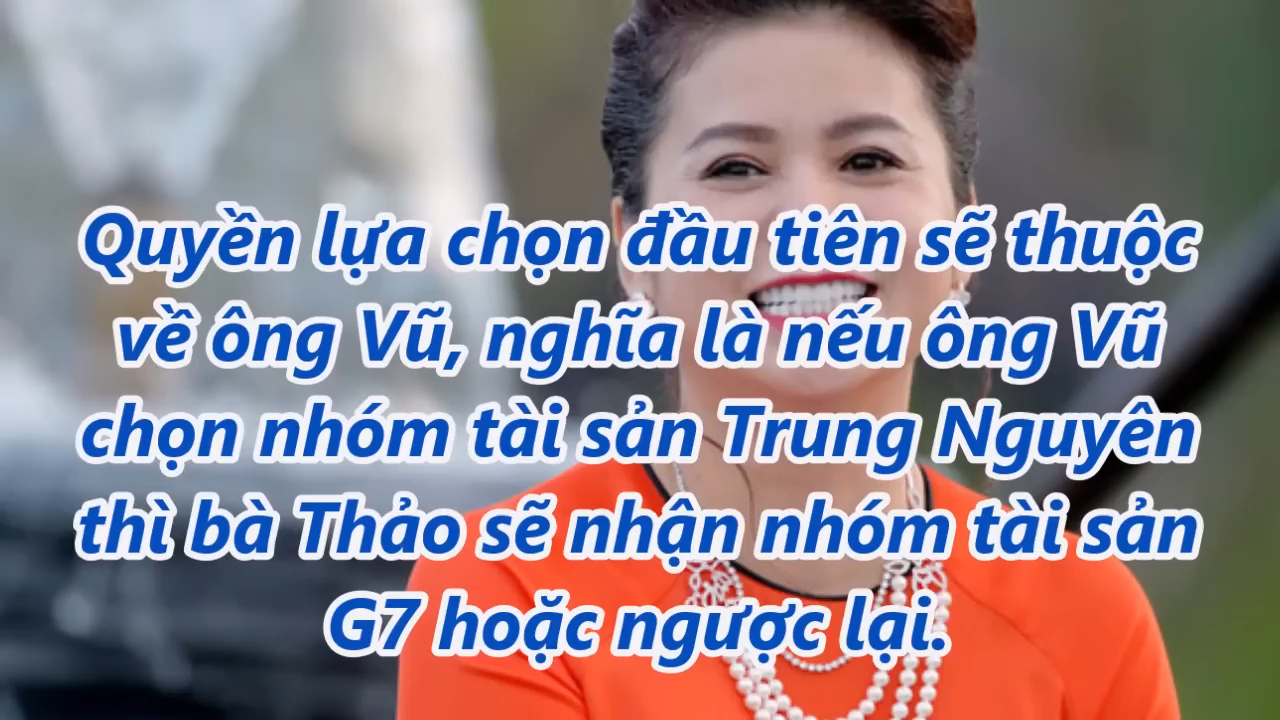 Quyền lựa chọn đầu tiên sẽ thuộc
về ông Vũ, nghĩa là nếu ông Vũ
chọn nhóm tài sản Trung Nguyên
thì bà Thảo sẽ nhận nhóm tài sản
G7 hoặc ngược lại.